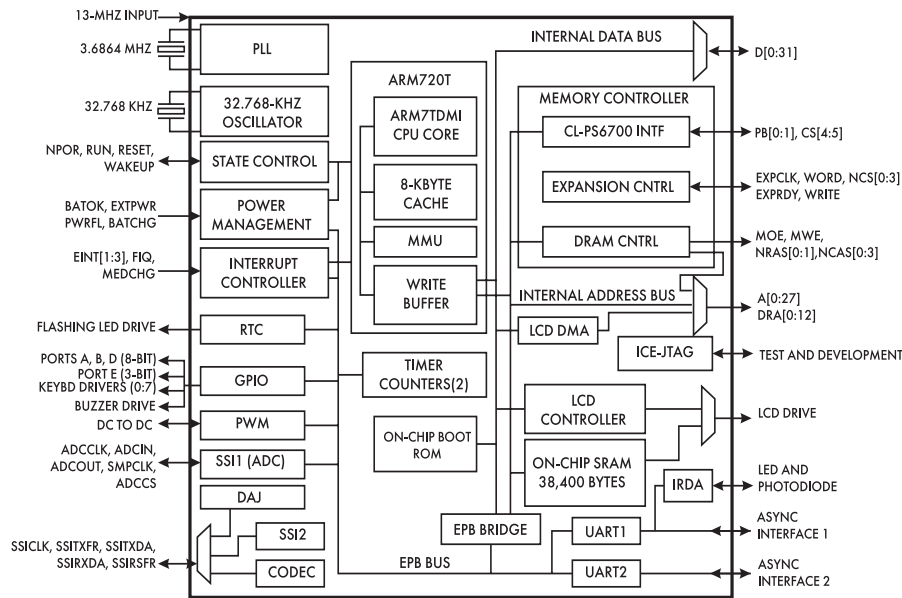 13-MHZ INPUT
3.6864 MHZ
PLL
32.768 KHZ
32.768-KHZ
OSCILLATOR
NPOR, RUN, RESET,
WAKEUP
STATE CONTROL
BATOK, EXTPWR
PWRFL, BATCHG
POWER
MANAGEMENT
EINT[1:3], FIQ,
MEDCHG
INTERRUPT
CONTROLLER
FLASHING LED DRIVE
RTC
PORTS A, B, D (8-BIT)
PORT E (3-BIT)
KEYBD DRIVERS (0:7)
BUZZER DRIVE
GPIO
DC TO DC
PWM
ADCCLK, ADCIN,
ADCOUT, SMPCLK,
ADCCS
SSI1 (ADC)
DAJ
SSICLK, SSITXFR, SSITXDA,
SSIRXDA, SSIRSFR
SSI2
CODEC
ARM720T
ARM7TDMI
CPU CORE
8-KBYTE
CACHE
MMU
WRITE
BUFFER
TIMER
COUNTERS(2)
ON-CHIP BOOT
ROM
EPB BRIDGE
EPB BUS
INTERNAL DATA BUS
D[0:31]
MEMORY CONTROLLER
CL-PS6700 INTF
PB[0:1], CS[4:5]
EXPANSION CNTRL
EXPCLK, WORD, NCS[0:3]
EXPRDY, WRITE
DRAM CNTRL
MOE, MWE,
NRAS[0:1],NCAS[0:3]
INTERNAL ADDRESS BUS
A[0:27]
DRA[0:12]
LCD DMA
ICE-JTAG
TEST AND DEVELOPMENT
LCD
CONTROLLER
LCD DRIVE
ON-CHIP SRAM
38,400 BYTES
IRDA
LED AND
PHOTODIODE
UART1
ASYNC
INTERFACE 1
UART2
ASYNC
INTERFACE 2